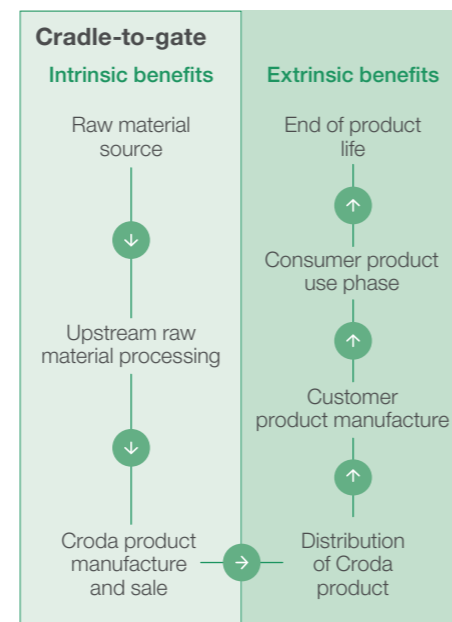 Cradle-to-gate
Intrinsic benefits
Raw material
source
Upstream raw
material processing
Croda product
manufacture
and sale
Extrinsic benefits
End of product
life
Consumer product
use phase
Customer
product manufacture
Distribution
of Croda
product